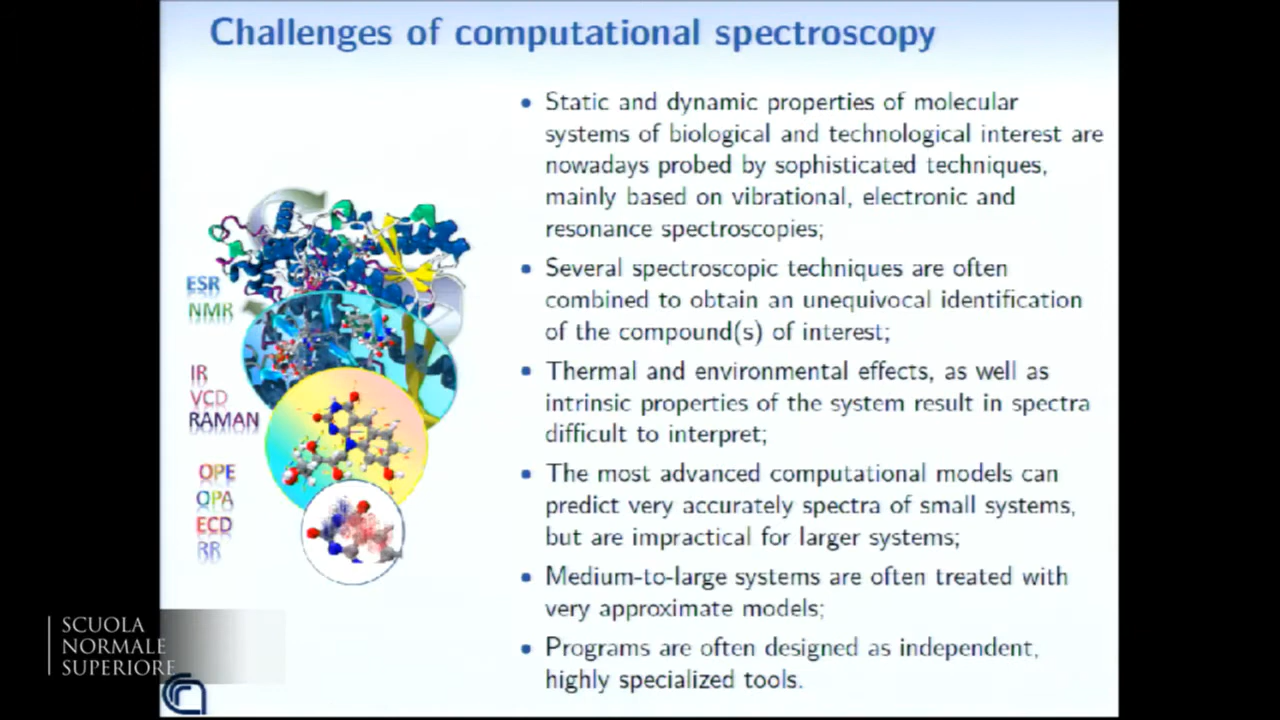 Challenges of computational spectroscopy
• Static and dynamic properties of molecular
systems of biological and technological interest are
nowadays probed by sophisticated techniques,
mainly based on vibrational, electronic and
resonance spectroscopies;
• Several spectroscopic techniques are often
combined to obtain an unequivocal identification
of the compound(s) of interest;
• Thermal and environmental effects, as well as
intrinsic properties of the system result in spectra
difficult to interpret;
• The most advanced computational models can
predict very accurately spectra of small systems,
but are impractical for larger systems;
• Medium-to-large systems are often treated with
very approximate models;
• Programs are often designed as independent,
highly specialized tools.
ESR
NMR
IR
VCD
RAMAN
OPE
OPA
ECD
RR
SCUOLA
NORMALE
SUPERIORE